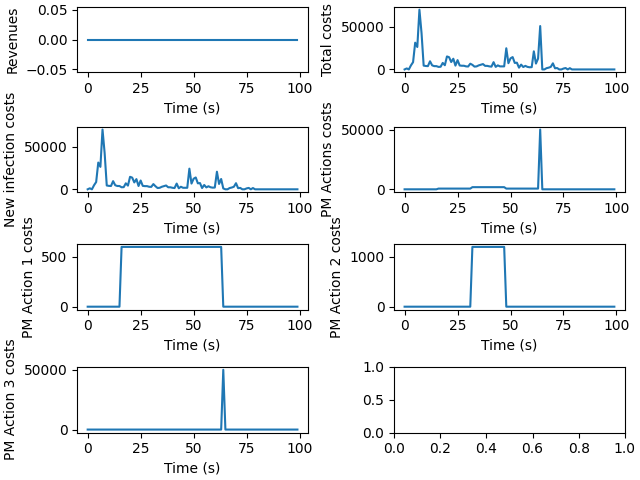 Revenues
0.05
0.00
−0.05
0 25 50 75 100
Time (s)
Total costs
50000
0
0 25 50 75 100
Time (s)
New infection costs
50000
0
0 25 50 75 100
Time (s)
PM Actions costs
50000
0
0 25 50 75 100
Time (s)
PM Action 1 costs
500
0
0 25 50 75 100
Time (s)
PM Action 2 costs
1000
0
0 25 50 75 100
Time (s)
PM Action 3 costs
50000
0
0 25 50 75 100
Time (s)
1.0
0.5
0.0
0.0 0.2 0.4 0.6 0.8 1.0